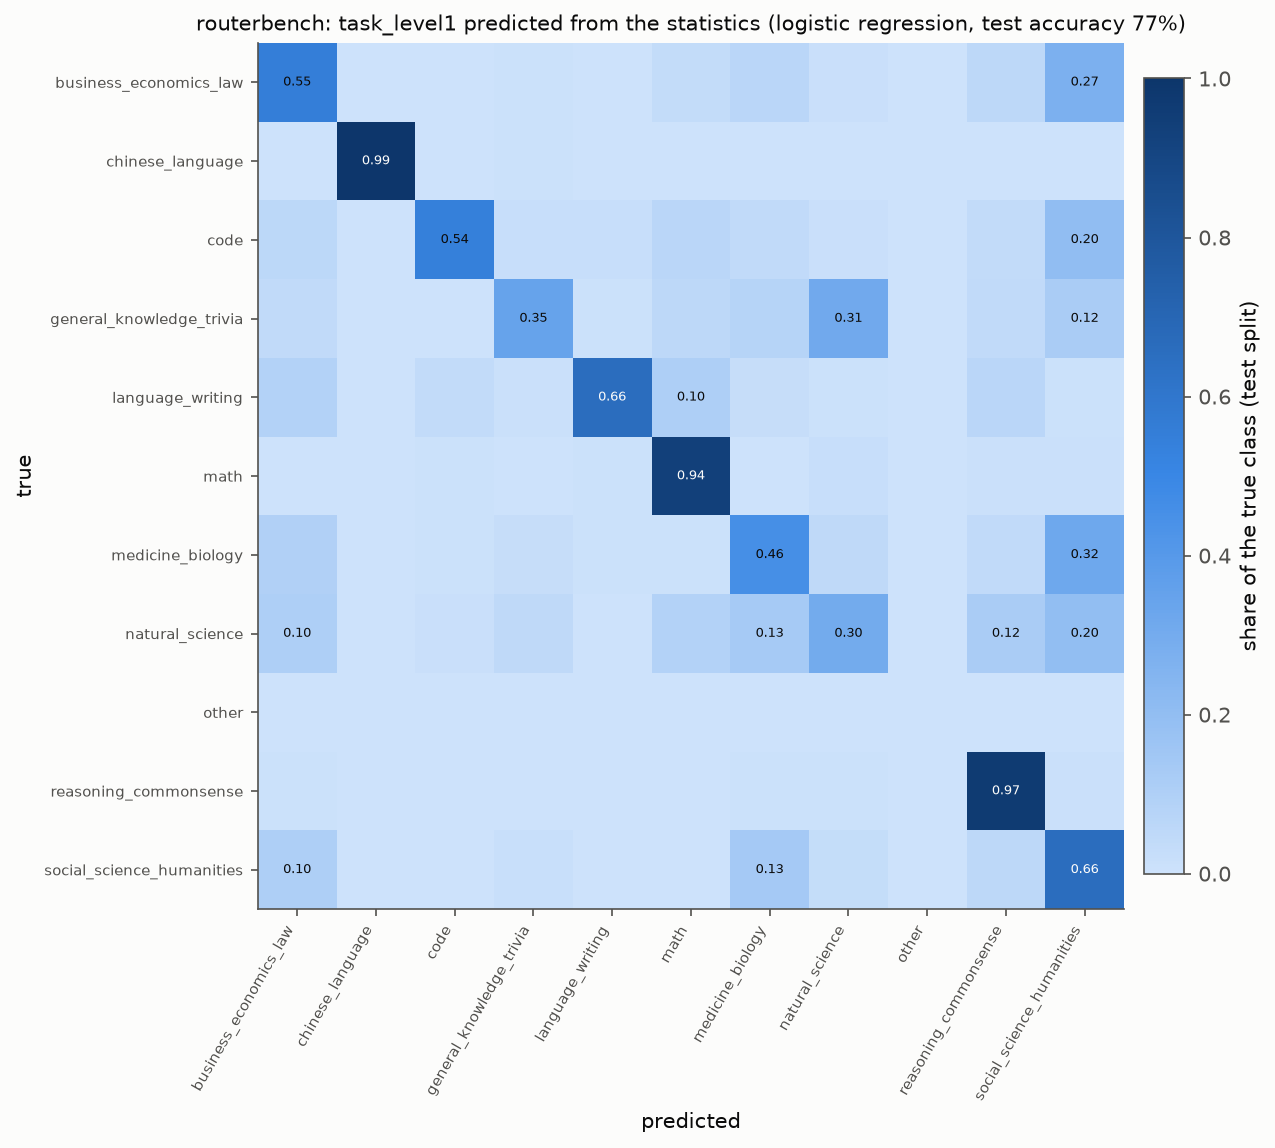 routerbench: task_level1 predicted from the statistics (logistic regression, test accuracy 77%)
true
business_economics_law
0.55
0.27
chinese_language
0.99
code
0.54
0.20
general_knowledge_trivia
0.35
0.31
0.12
language_writing
0.66
0.10
math
0.94
medicine_biology
0.46
0.32
natural_science
0.10
0.13
0.30
0.12
0.20
other
reasoning_commonsense
0.97
social_science_humanities
0.10
0.13
0.66
business_economics_law
chinese_language
code
general_knowledge_trivia
language_writing
math
medicine_biology
natural_science
other
reasoning_commonsense
social_science_humanities
predicted
1.0
0.8
0.6
0.4
0.2
0.0
share of the true class (test split)